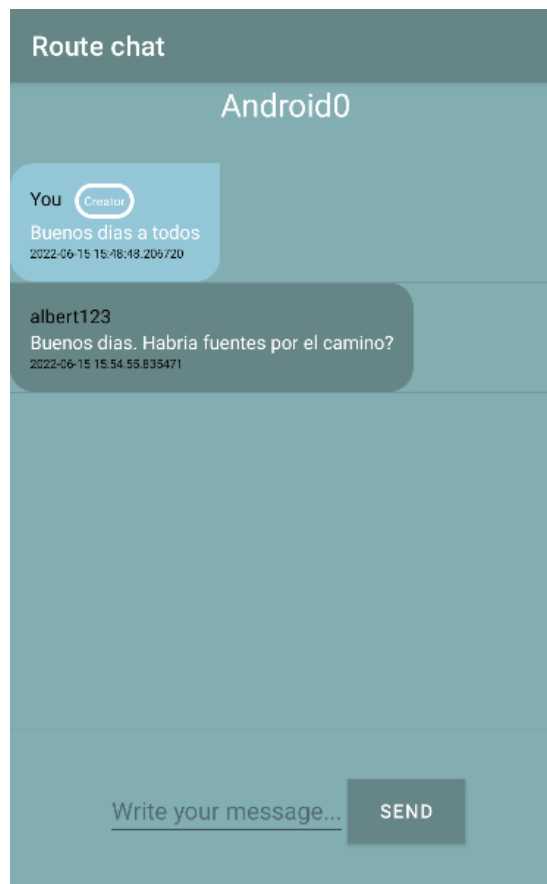 Route chat
Android0
You Creator
Buenos dias a todos
2022-06-15 15:48:48.206720
albert123
Buenos dias. Habria fuentes por el camino?
2022-06-15 15:54:55.835471
Write your message... SEND